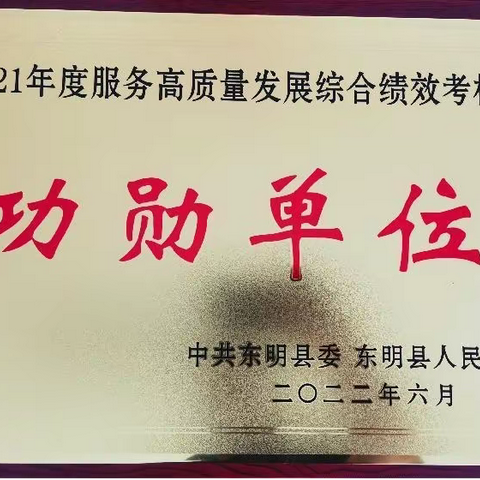 21年度服务高质量发展综合绩效考
功勋单位
中共东明县委 东明县人民
二〇二二年六月